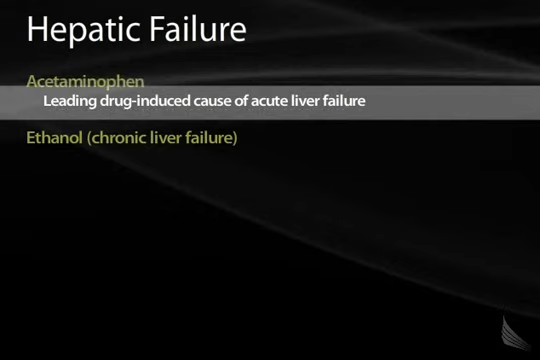 Hepatic Failure
Acetaminophen
Leading drug-induced cause of acute liver failure
Ethanol (chronic liver failure)